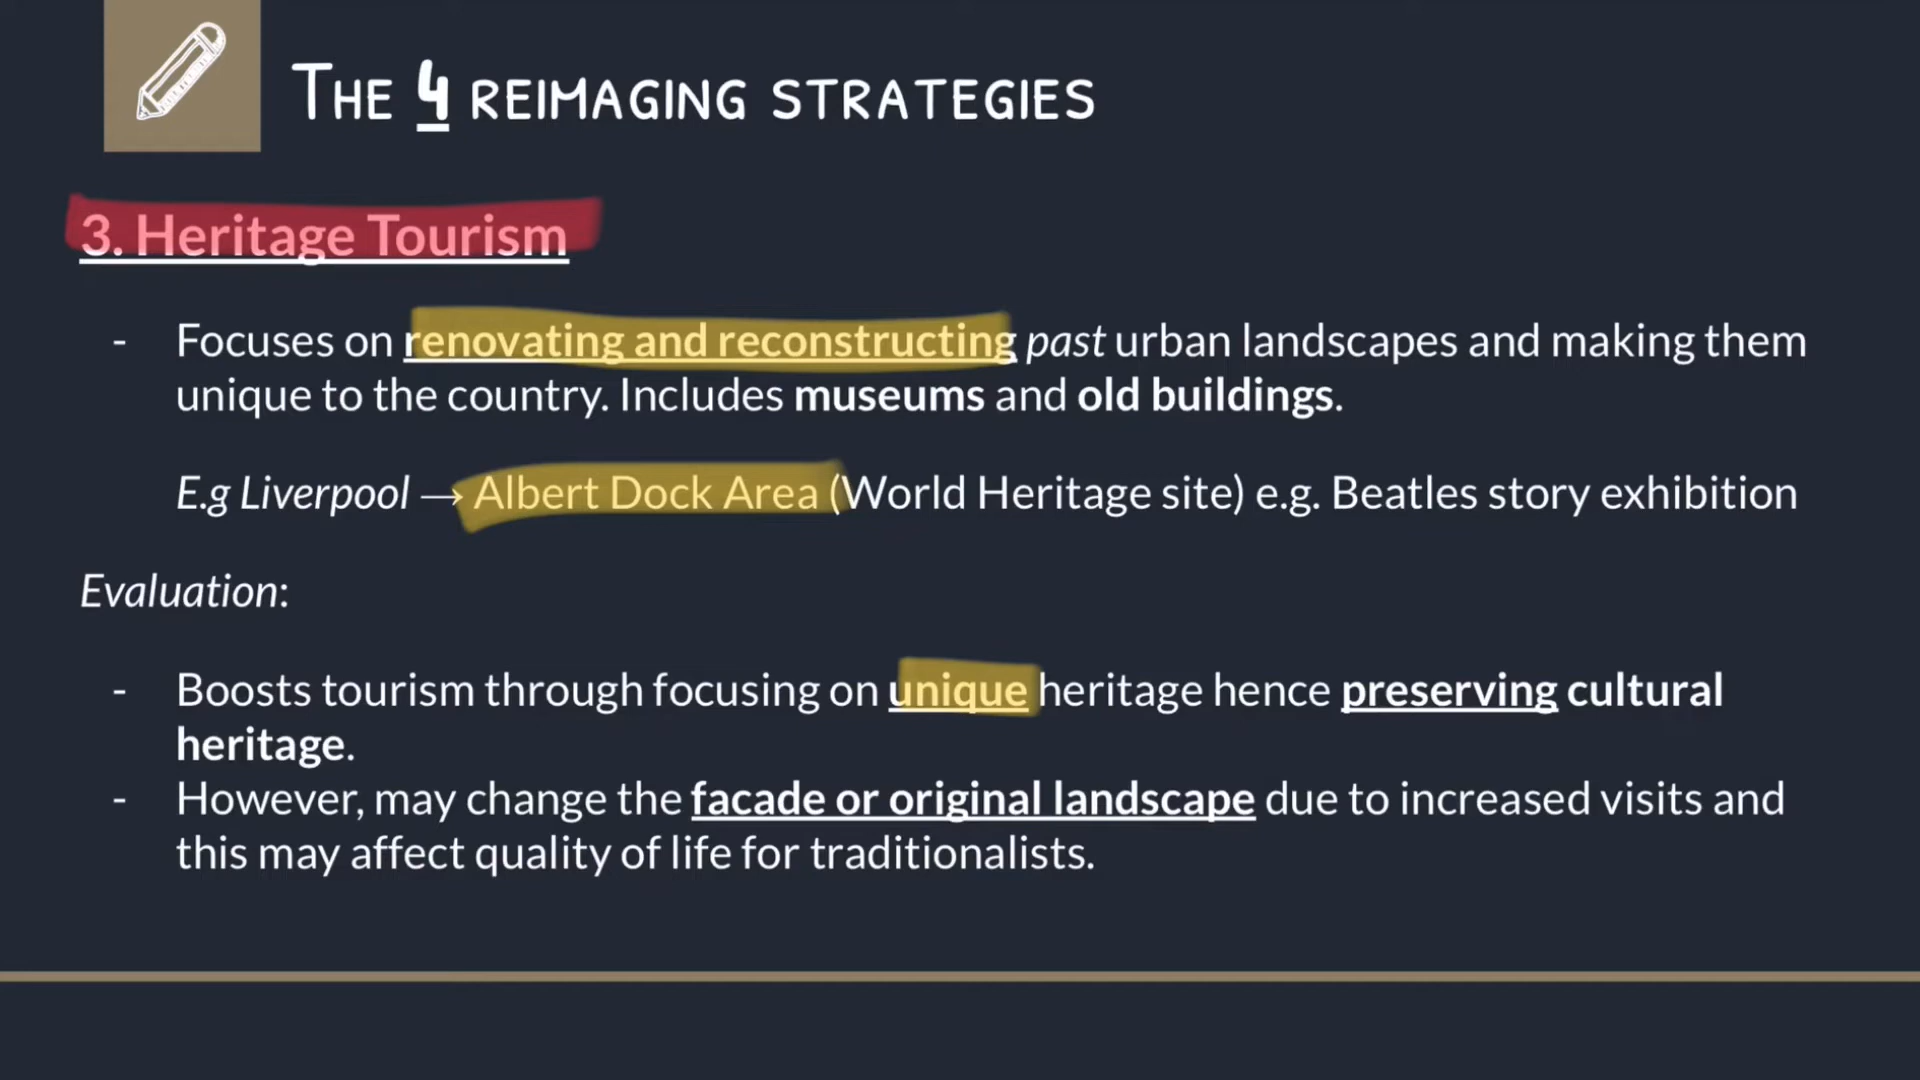 THE 4 REIMAGING STRATEGIES
3. Heritage Tourism
- Focuses on renovating and reconstructing past urban landscapes and making them
unique to the country. Includes museums and old buildings.
E.g Liverpool → Albert Dock Area (World Heritage site) e.g. Beatles story exhibition
Evaluation:
- Boosts tourism through focusing on unique heritage hence preserving cultural
heritage.
- However, may change the facade or original landscape due to increased visits and
this may affect quality of life for traditionalists.